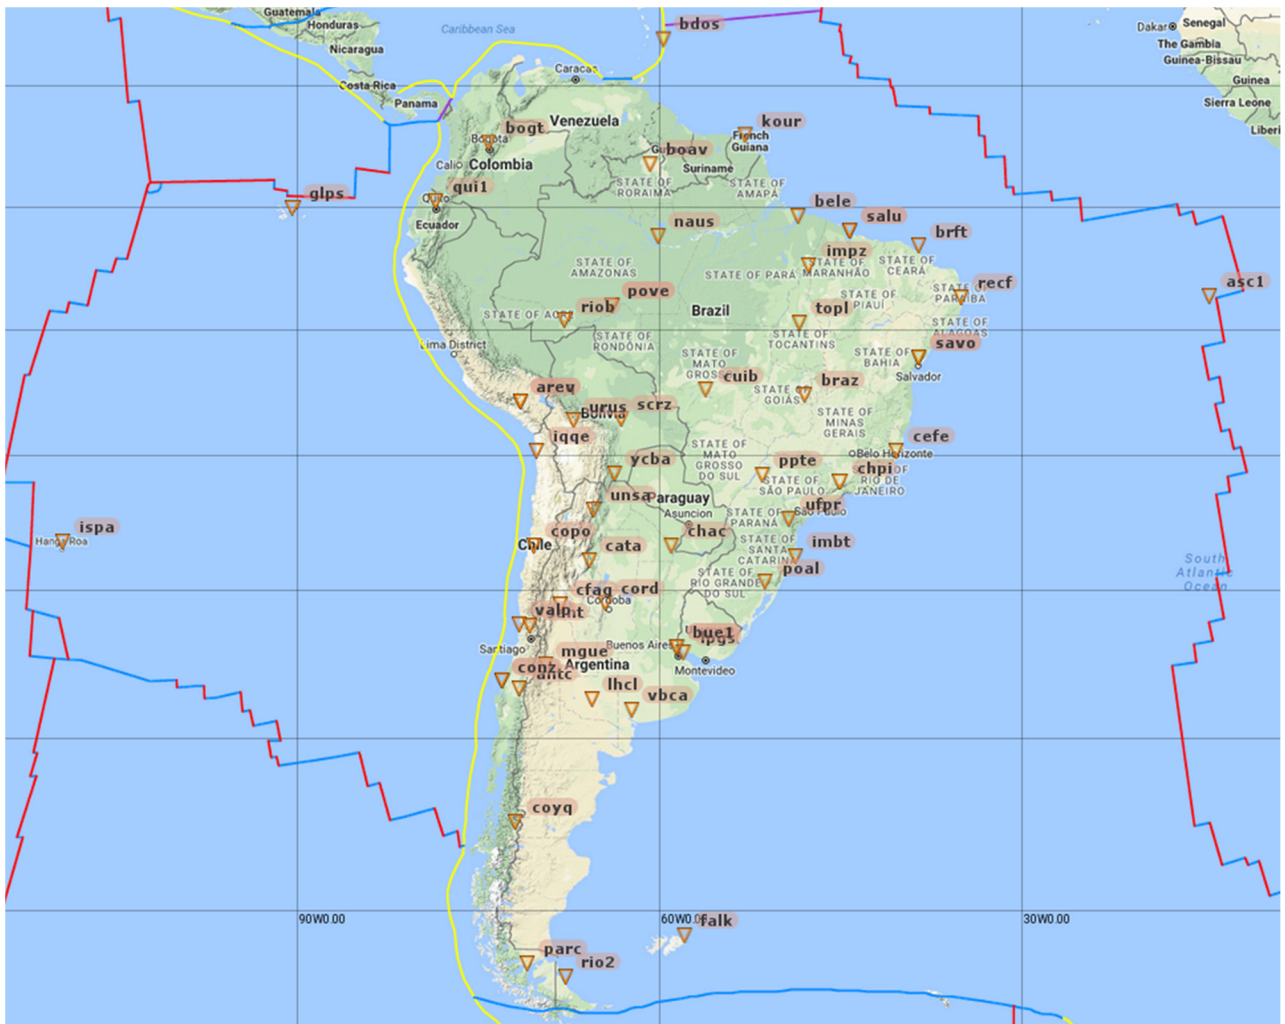 Guatemala
Honduras
Nicaragua
Costa Rica
Panama
Caribbean Sea
Caracas
bdos
Dakar
Senegal
The Gambia
Guinea-Bissau
Guinea
Sierra Leone
Liberi
bogt
Bogota
Venezuela
kour
French
Guiana
boav
Suriname
Cali
Colombia
STATE OF
RORAIMA
STATE OF
AMAPÁ
glps
qui1
Quito
Ecuador
naus
bele
salu
brft
impz
STATE OF
AMAZONAS
STATE OF PARÁ
STATE OF
MARANHÃO
STATE OF
CEARÁ
recf
asc1
pove
riob
Brazil
topl
STATE OF
PIAUÍ
STATE OF
PARAÍBA
STATE OF
RONDÔNIA
STATE OF
TOCANTINS
STATE OF
ALAGOAS
Lima District
savo
STATE OF
MATO
STATE OF
BAHIA
Salvador
arev
cuib
braz
STATE OF
GOIÁS
urus
scrz
STATE OF
MINAS
GERAIS
iqqe
cefe
Belo Horizonte
STATE OF
MATO
GROSSO
DO SUL
ycba
ppte
chpi
STATE OF
SÃO PAULO
RIO DE
JANEIRO
unsa
Paraguay
Asuncion
ufpr
São Paulo
STATE OF
PARANÁ
ispa
Hanga Roa
copo
Chile
cata
chac
imbt
STATE OF
SANTA
CATARIN
poal
STATE OF
RIO GRANDE
DO SUL
South
Atlantic
Ocean
cfag
cord
Cordoba
valp
Santiago
Buenos Aires
bue1
mgue
Argentina
Montevideo
conz
antc
lhcl
vbca
coyq
90W0.00
60W0.00
30W0.00
falk
parc
rio2